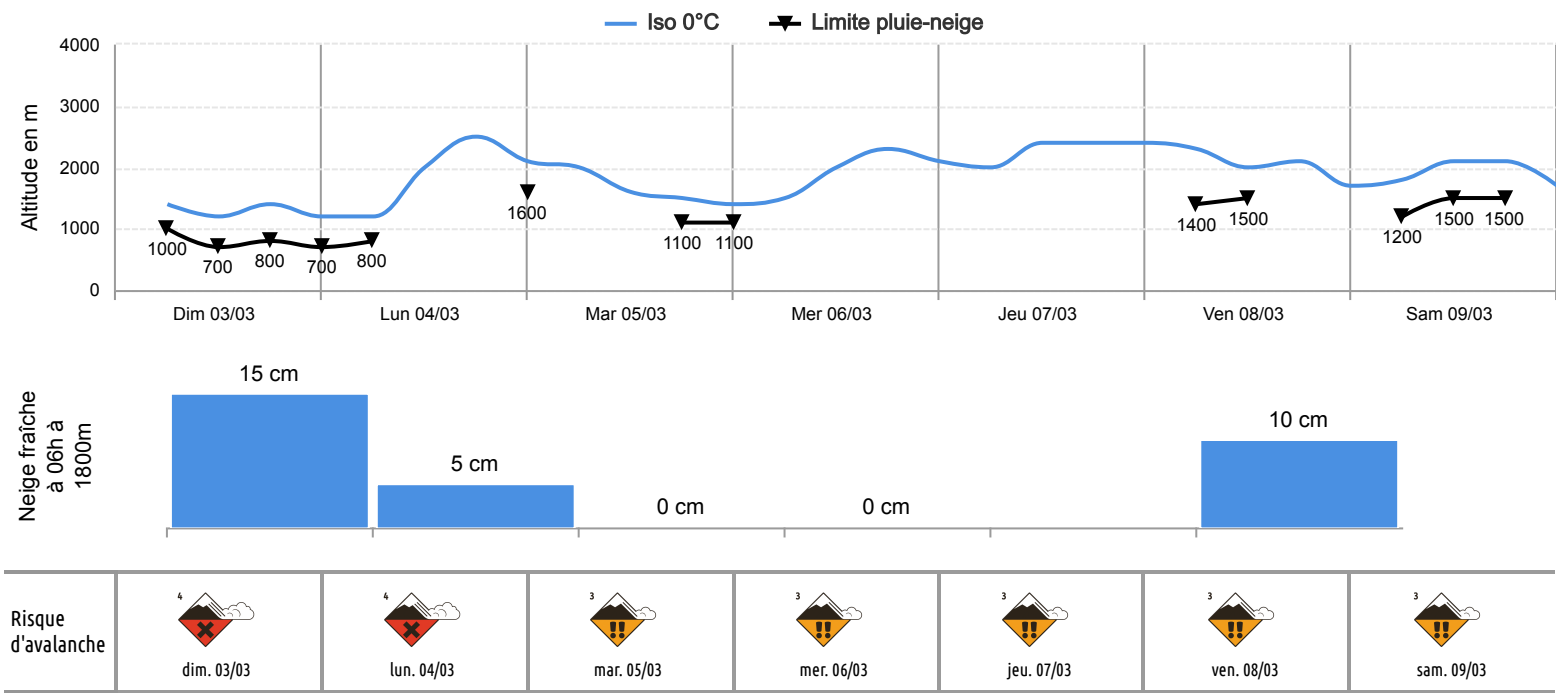 Iso 0°C
Limite pluie-neige
Altitude en m
4000
3000
2000
1000
0
1000
700
800
700
800
1600
1100
1100
1400
1500
1200
1500
1500
Dim 03/03
Lun 04/03
Mar 05/03
Mer 06/03
Jeu 07/03
Ven 08/03
Sam 09/03
Neige fraîche
à 06h à
1800m
15 cm
5 cm
0 cm
0 cm
10 cm
Risque
d'avalanche
4
dim. 03/03
4
lun. 04/03
3
mar. 05/03
3
mer. 06/03
3
jeu. 07/03
3
ven. 08/03
3
sam. 09/03